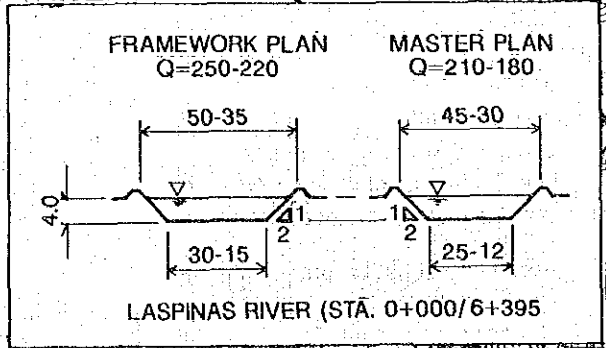 FRAMEWORK PLAN
Q=250-220
MASTER PLAN
Q=210-180
50-35
45-30
4.0
1
2
1
2
30-15
25-12
LASPINAS RIVER (STA. 0+000/6+395